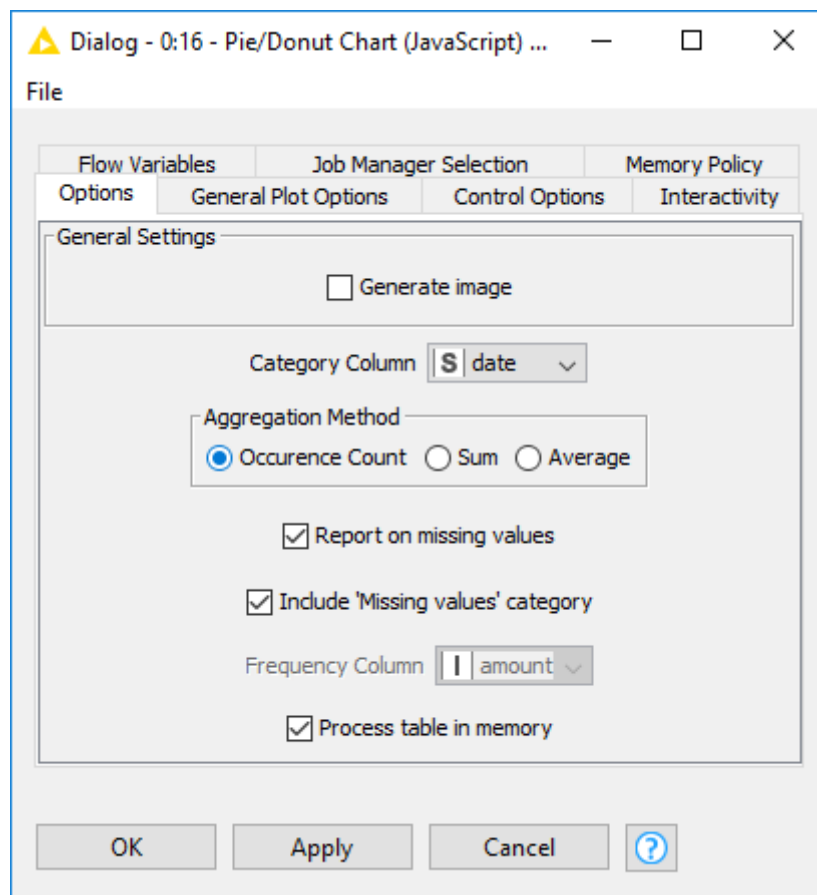 Dialog - 0:16 - Pie/Donut Chart (JavaScript) ...
File
Flow Variables Job Manager Selection Memory Policy
Options General Plot Options Control Options Interactivity
General Settings
Generate image
Category Column S date
Aggregation Method
Occurence Count Sum Average
Report on missing values
Include 'Missing values' category
Frequency Column I amount
Process table in memory
OK Apply Cancel ?